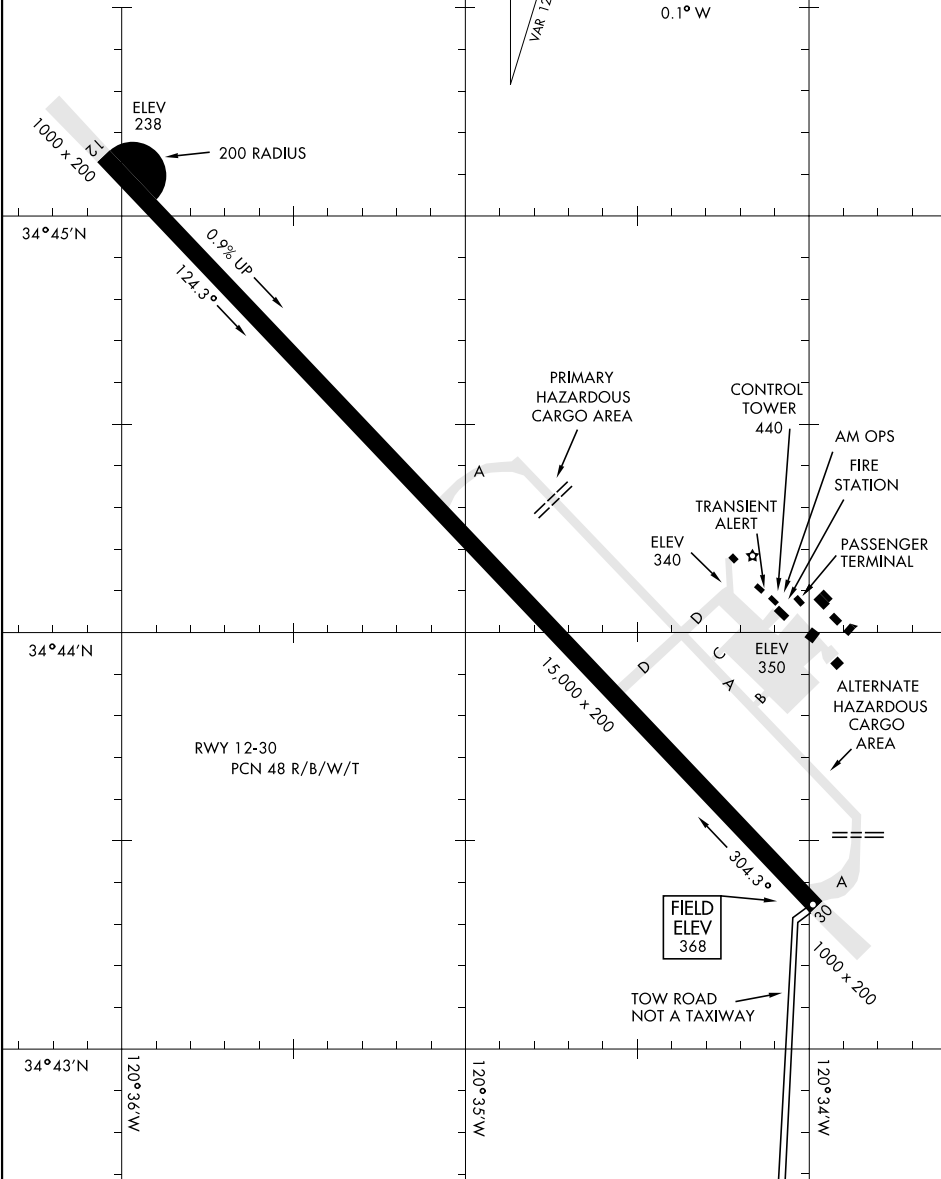 VAR 12
0.1° W
ELEV
238
200 RADIUS
1000 x 200
12
34°45'N
0.9% UP
124.3°
PRIMARY
HAZARDOUS
CARGO AREA
CONTROL
TOWER
440
AM OPS
FIRE
STATION
A
TRANSIENT
ALERT
ELEV
340
PASSENGER
TERMINAL
D
34°44'N
D
C
ELEV
350
A
B
15,000 x 200
ALTERNATE
HAZARDOUS
CARGO
AREA
RWY 12-30
PCN 48 R/B/W/T
304.3°
A
FIELD
ELEV
368
30
1000 x 200
TOW ROAD
NOT A TAXIWAY
34°43'N
120°36'W
120°35'W
120°34'W